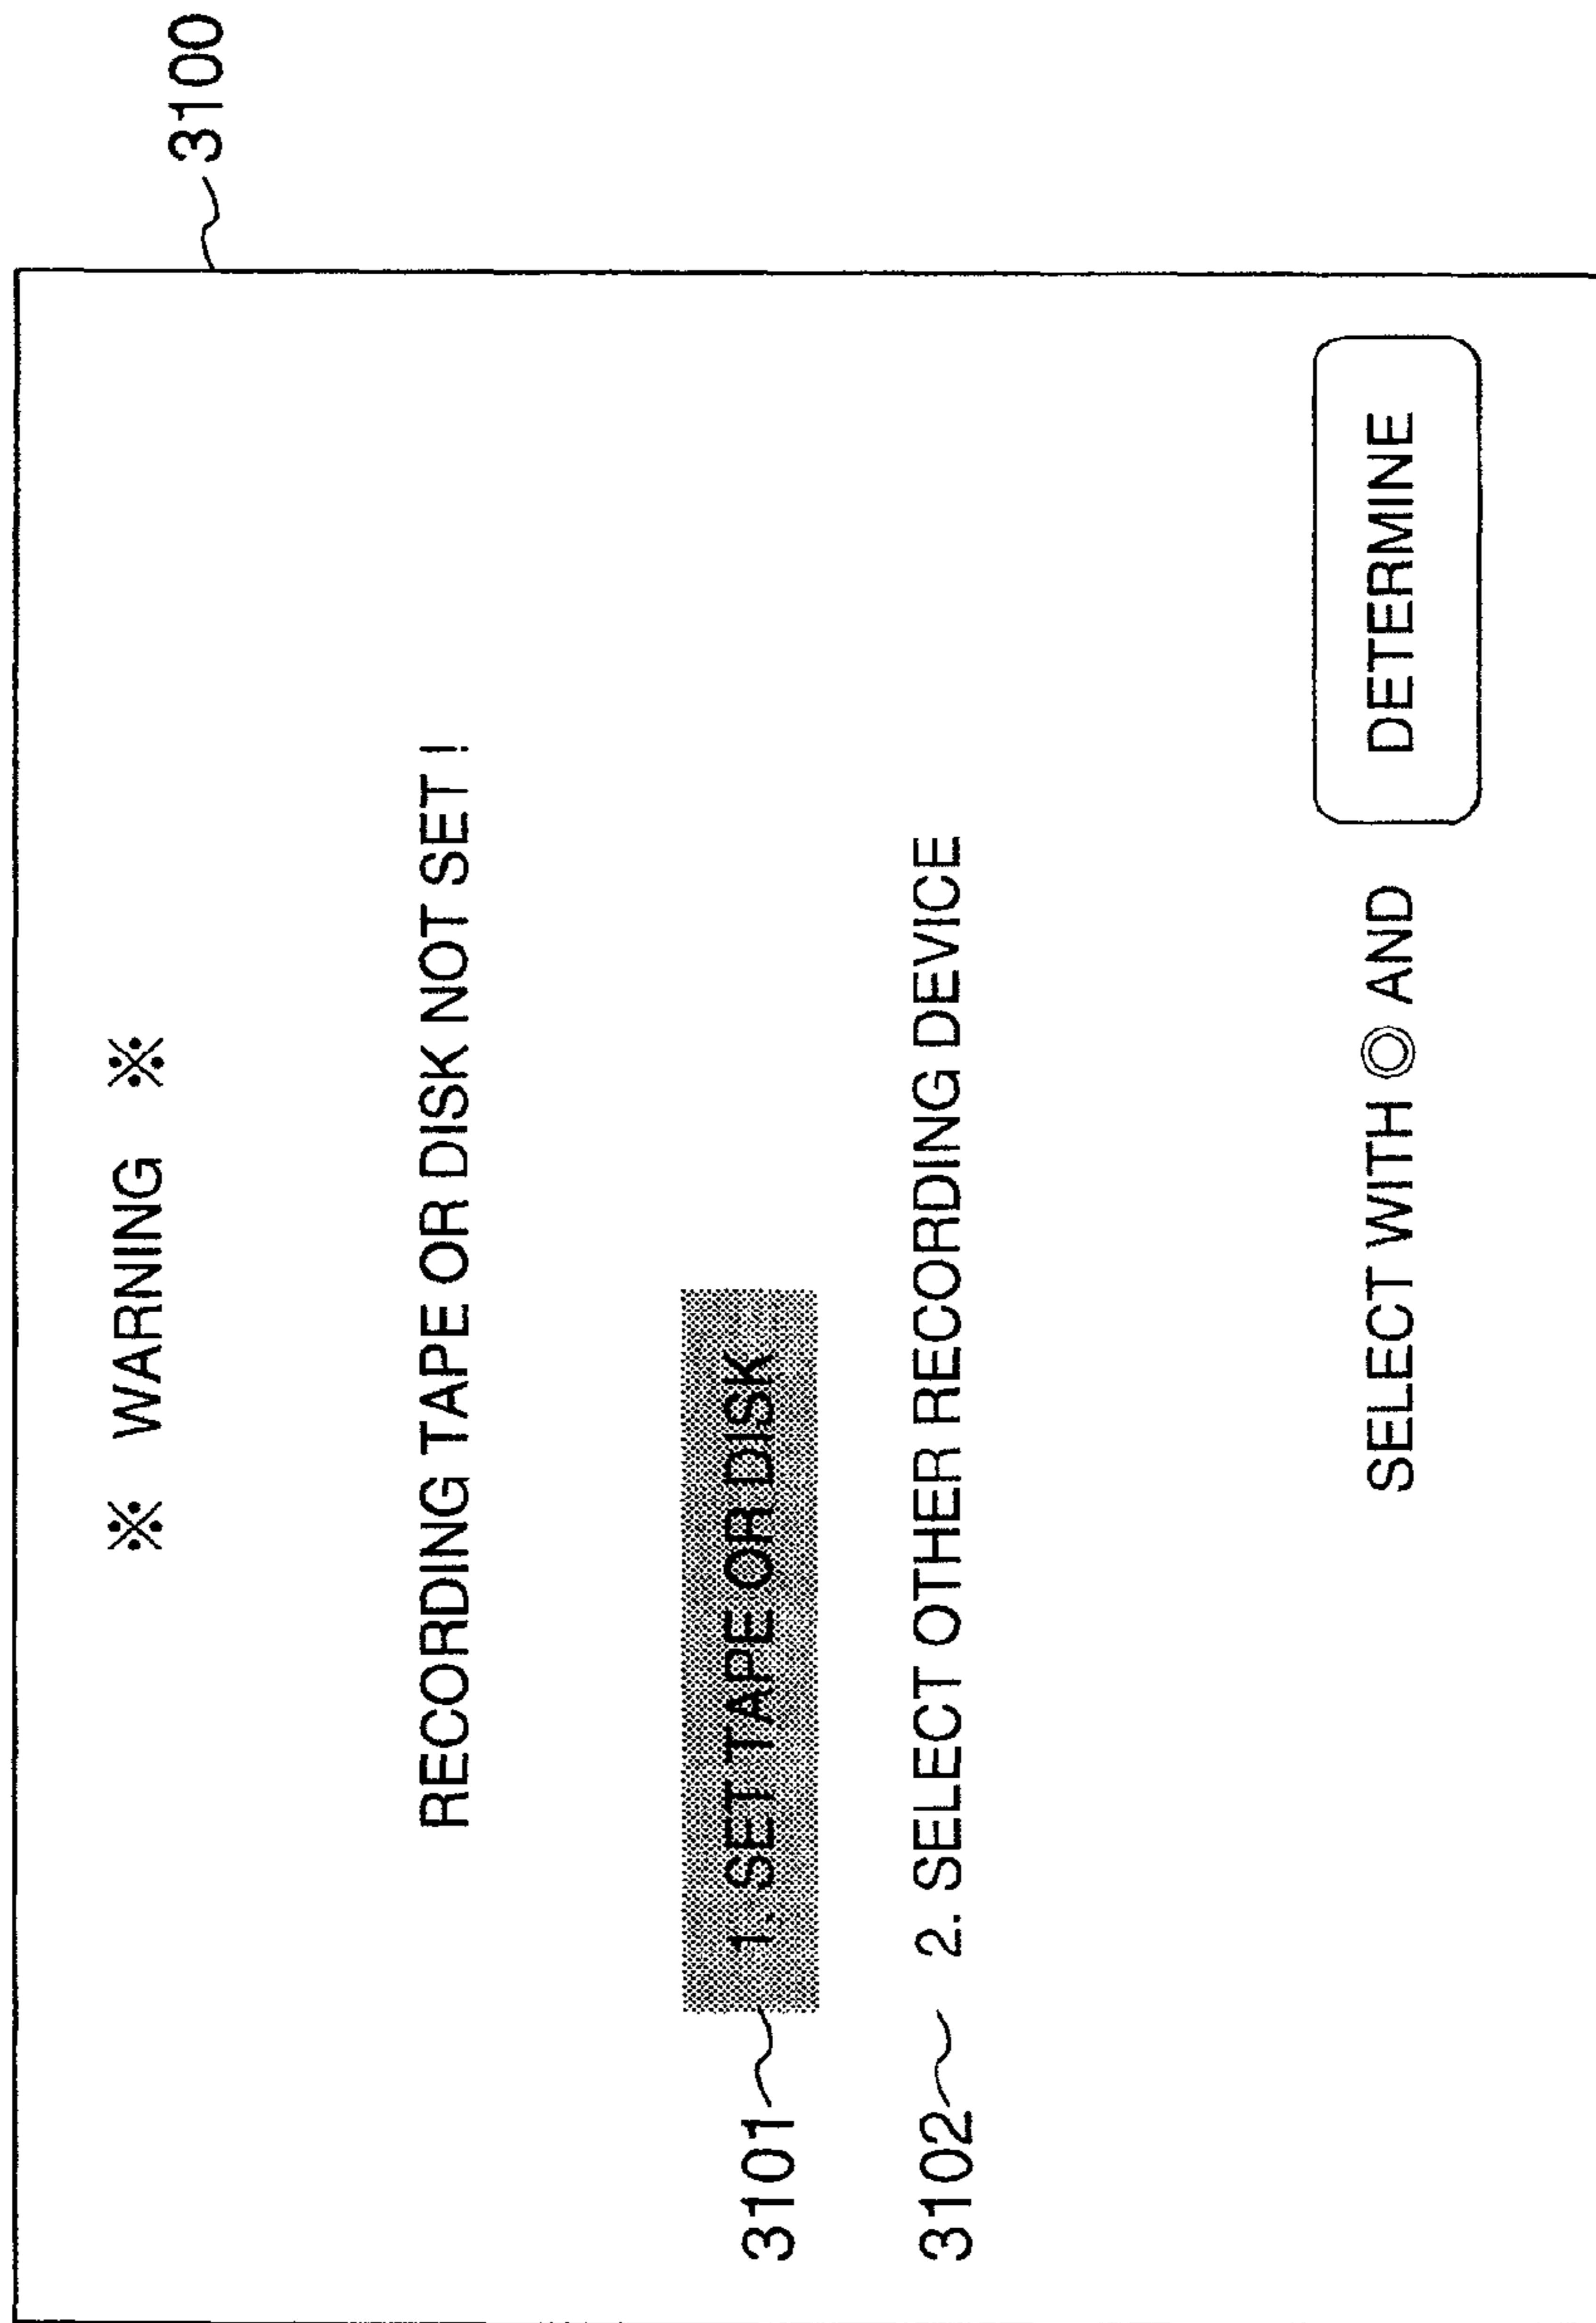 3100
※ WARNING ※
RECORDING TAPE OR DISK NOT SET !
3101 1. SET TAPE OR DISK
3102 2. SELECT OTHER RECORDING DEVICE
SELECT WITH ◎ AND DETERMINE